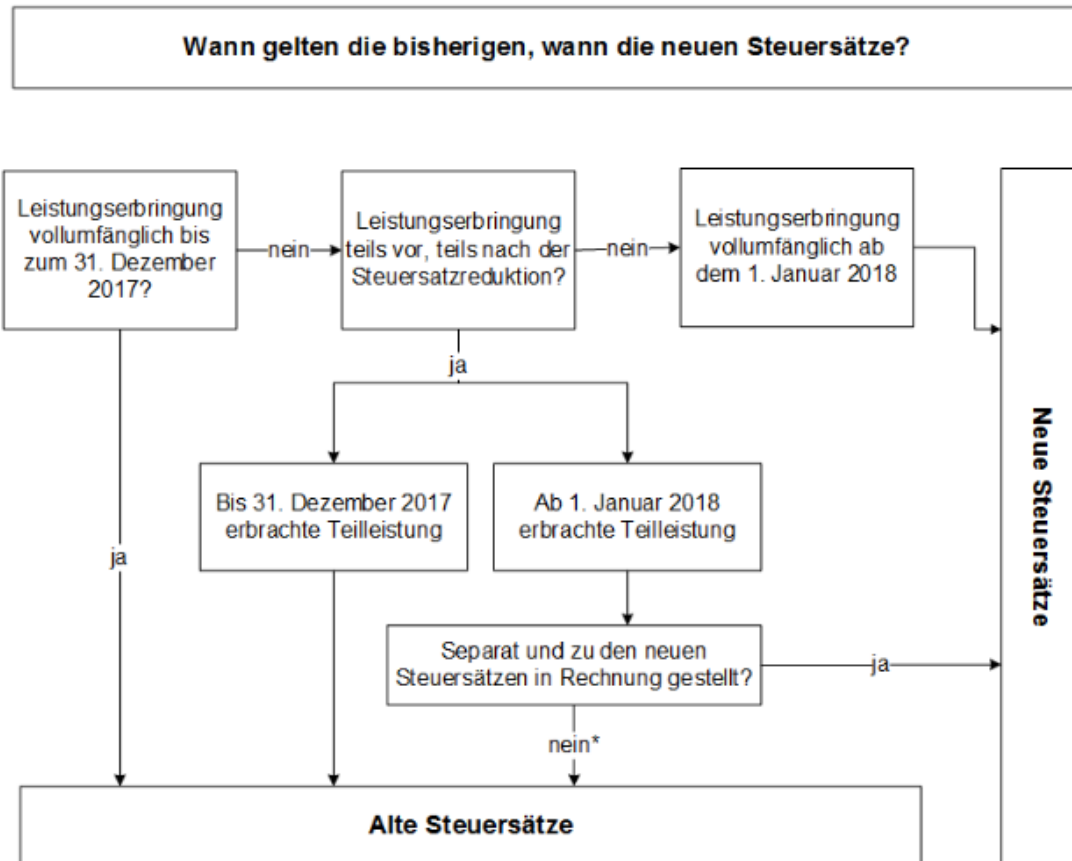 Wann gelten die bisherigen, wann die neuen Steuersätze?
Leistungserbringung
vollumfänglich bis
zum 31. Dezember
2017?
nein
Leistungserbringung
teils vor, teils nach der
Steuersatzreduktion?
nein
Leistungserbringung
vollumfänglich ab
dem 1. Januar 2018
ja
Bis 31. Dezember 2017
erbrachte Teilleistung
Ab 1. Januar 2018
erbrachte Teilleistung
ja
Separat und zu den neuen
Steuersätzen in Rechnung gestellt?
ja
nein*
Neue Steuersätze
Alte Steuersätze